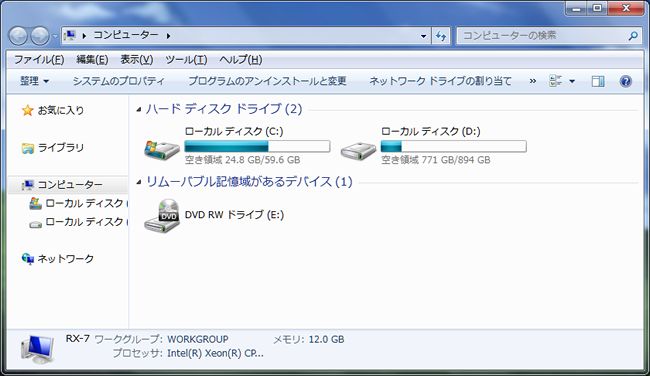 コンピューター
コンピューターの検索
ファイル(F) 編集(E) 表示(V) ツール(T) ヘルプ(H)
整理 システムのプロパティ プログラムのアンインストールと変更 ネットワーク ドライブの割り当て »
お気に入り
ライブラリ
コンピューター
ローカル ディスク (
ローカル ディスク (
ネットワーク
ハード ディスク ドライブ (2)
ローカル ディスク (C:)
空き領域 24.8 GB/59.6 GB
ローカル ディスク (D:)
空き領域 771 GB/894 GB
リムーバブル記憶域があるデバイス (1)
DVD
DVD RW ドライブ (E:)
RX-7 ワークグループ: WORKGROUP メモリ: 12.0 GB
プロセッサ: Intel(R) Xeon(R) CP...